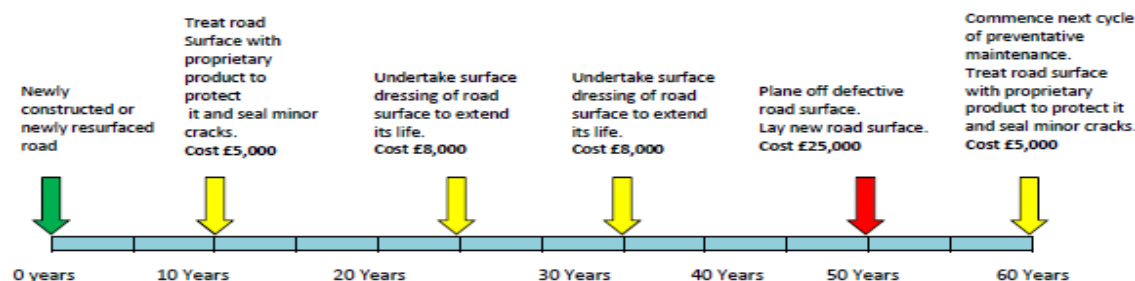 Newly
constructed or
newly resurfaced
road
Treat road
Surface with
proprietary
product to
protect
it and seal minor
cracks.
Cost £5,000
Undertake surface
dressing of road
surface to extend
its life.
Cost £8,000
Undertake surface
dressing of road
surface to extend
its life.
Cost £8,000
Plane off defective
road surface.
Lay new road surface.
Cost £25,000
Commence next cycle
of preventative
maintenance.
Treat road surface
with proprietary
product to protect it
and seal minor cracks.
Cost £5,000
0 years
10 Years
20 Years
30 Years
40 Years
50 Years
60 Years